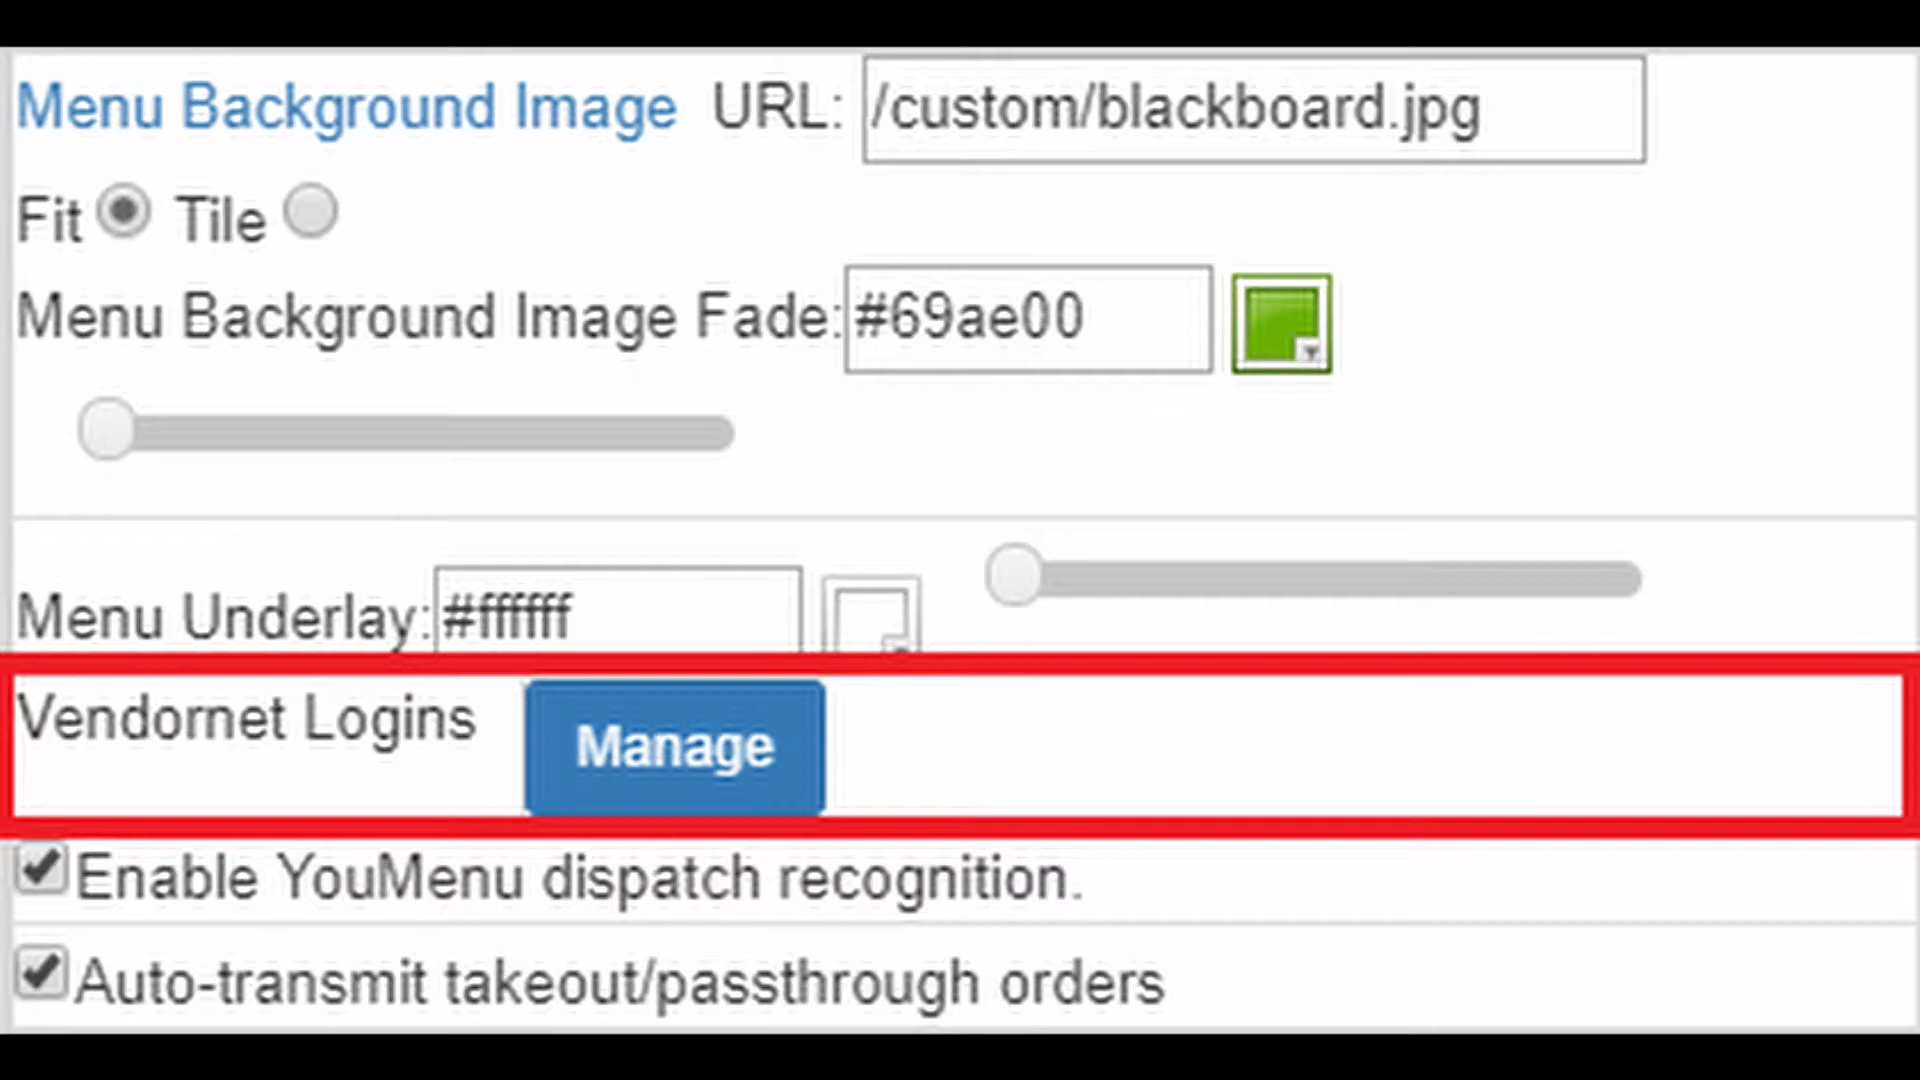 Menu Background Image URL: /custom/blackboard.jpg
Fit Tile
Menu Background Image Fade: #69ae00
Menu Underlay: #ffffff
Vendornet Logins Manage
Enable YouMenu dispatch recognition.
Auto-transmit takeout/passthrough orders